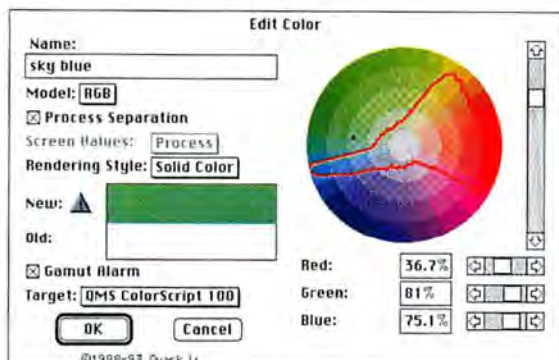 Edit Color
Name:
sky blue
Model: RGB
Process Separation
Screen Values: Process
Rendering Style: Solid Color
New:
Old:
Gamut Alarm
Target: QMS ColorScript 100
OK Cancel
Red: 36.7%
Green: 81%
Blue: 75.1%